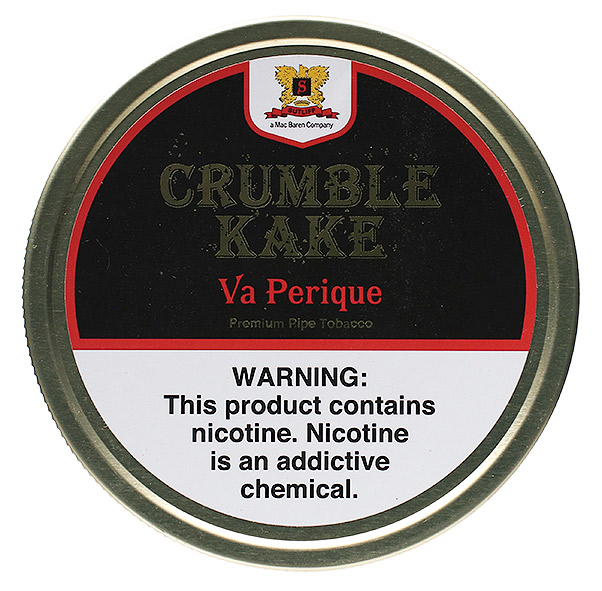 S
SUTLIFF
a Mac Baren Company
CRUMBLE
KAKE
Va Perique
Premium Pipe Tobacco
WARNING:
This product contains
nicotine. Nicotine
is an addictive
chemical.